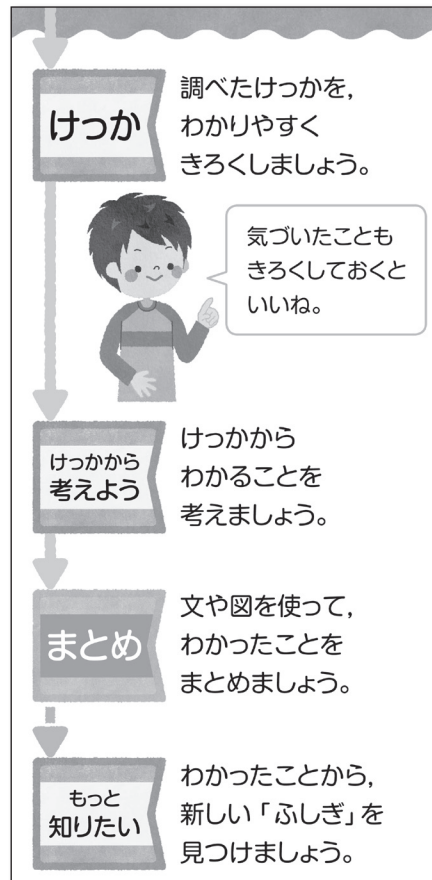 けっか
調べたけっかを,
わかりやすく
きろくしましょう。
気づいたことも
きろくしておくと
いいね。
けっかから
考えよう
けっかから
わかることを
考えましょう。
まとめ
文や図を使って,
わかったことを
まとめましょう。
もっと
知りたい
わかったことから,
新しい「ふしぎ」を
見つけましょう。